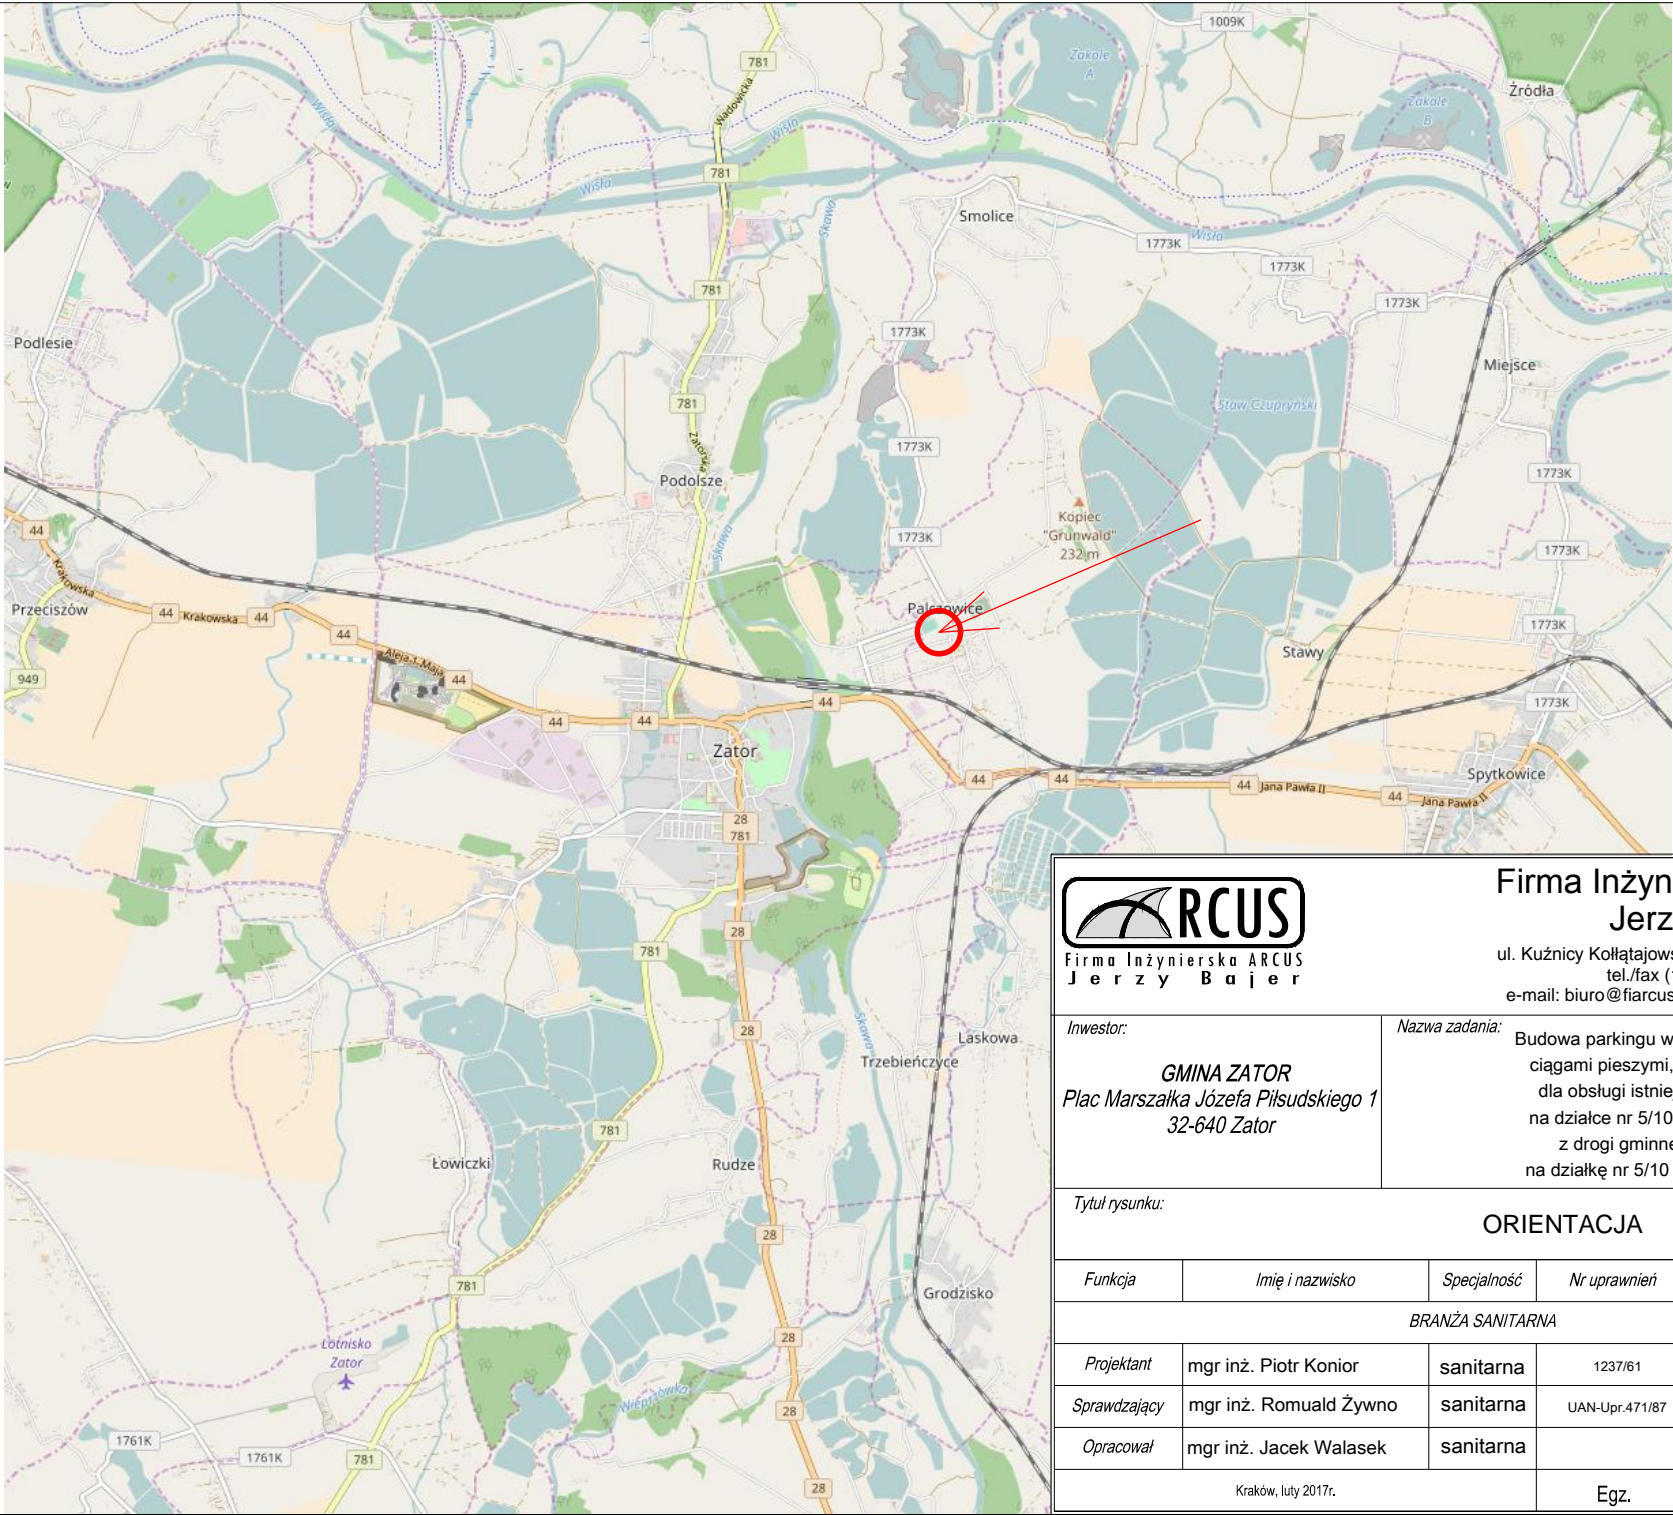 1009K
781
Zakole
A
Źródła
Zakole
B
Wadowicka
Wisła
Wisła
781
Wisła
Skawa
Smolice
Wisła
1773K
1773K
781
1773K
1773K
Podlesie
Miejsce
781
Staw Czupryński
Zatorska
1773K
Podolsze
1773K
Kopiec
"Grunwald"
232 m
44
Skawa
1773K
1773K
Krakowska
Przeciszów
44
Krakowska
44
Palczowice
44
1773K
Aleja 1 Maja
Stawy
949
44
44
44
44
1773K
Zator
44
44
44
Jana Pawła II
44
Jana Pawła II
Spytkowice
28
781
28
781
28
Skawa
Laskowa
Trzebieńczyce
781
Łowiczki
Rudze
28
781
Grodzisko
Lotnisko
Zator
28
Wieprzówka
28
1761K
1761K
781
28
ARCUS
Firma Inżynierska ARCUS
Jerzy Bajer
Firma Inżyn
Jerz
ul. Kuźnicy Kołłątajows
tel./fax (
e-mail: biuro@fiarcus
Inwestor:
GMINA ZATOR
Plac Marszałka Józefa Piłsudskiego 1
32-640 Zator
Nazwa zadania:
Budowa parkingu w
ciągami pieszymi,
dla obsługi istnie
na działce nr 5/10
z drogi gminne
na działkę nr 5/10
Tytuł rysunku:
ORIENTACJA
Funkcja Imię i nazwisko Specjalność Nr uprawnień
BRANŻA SANITARNA
Projektant mgr inż. Piotr Konior sanitarna 1237/61
Sprawdzający mgr inż. Romuald Żywno sanitarna UAN-Upr.471/87
Opracował mgr inż. Jacek Walasek sanitarna
Kraków, luty 2017r.
Egz.